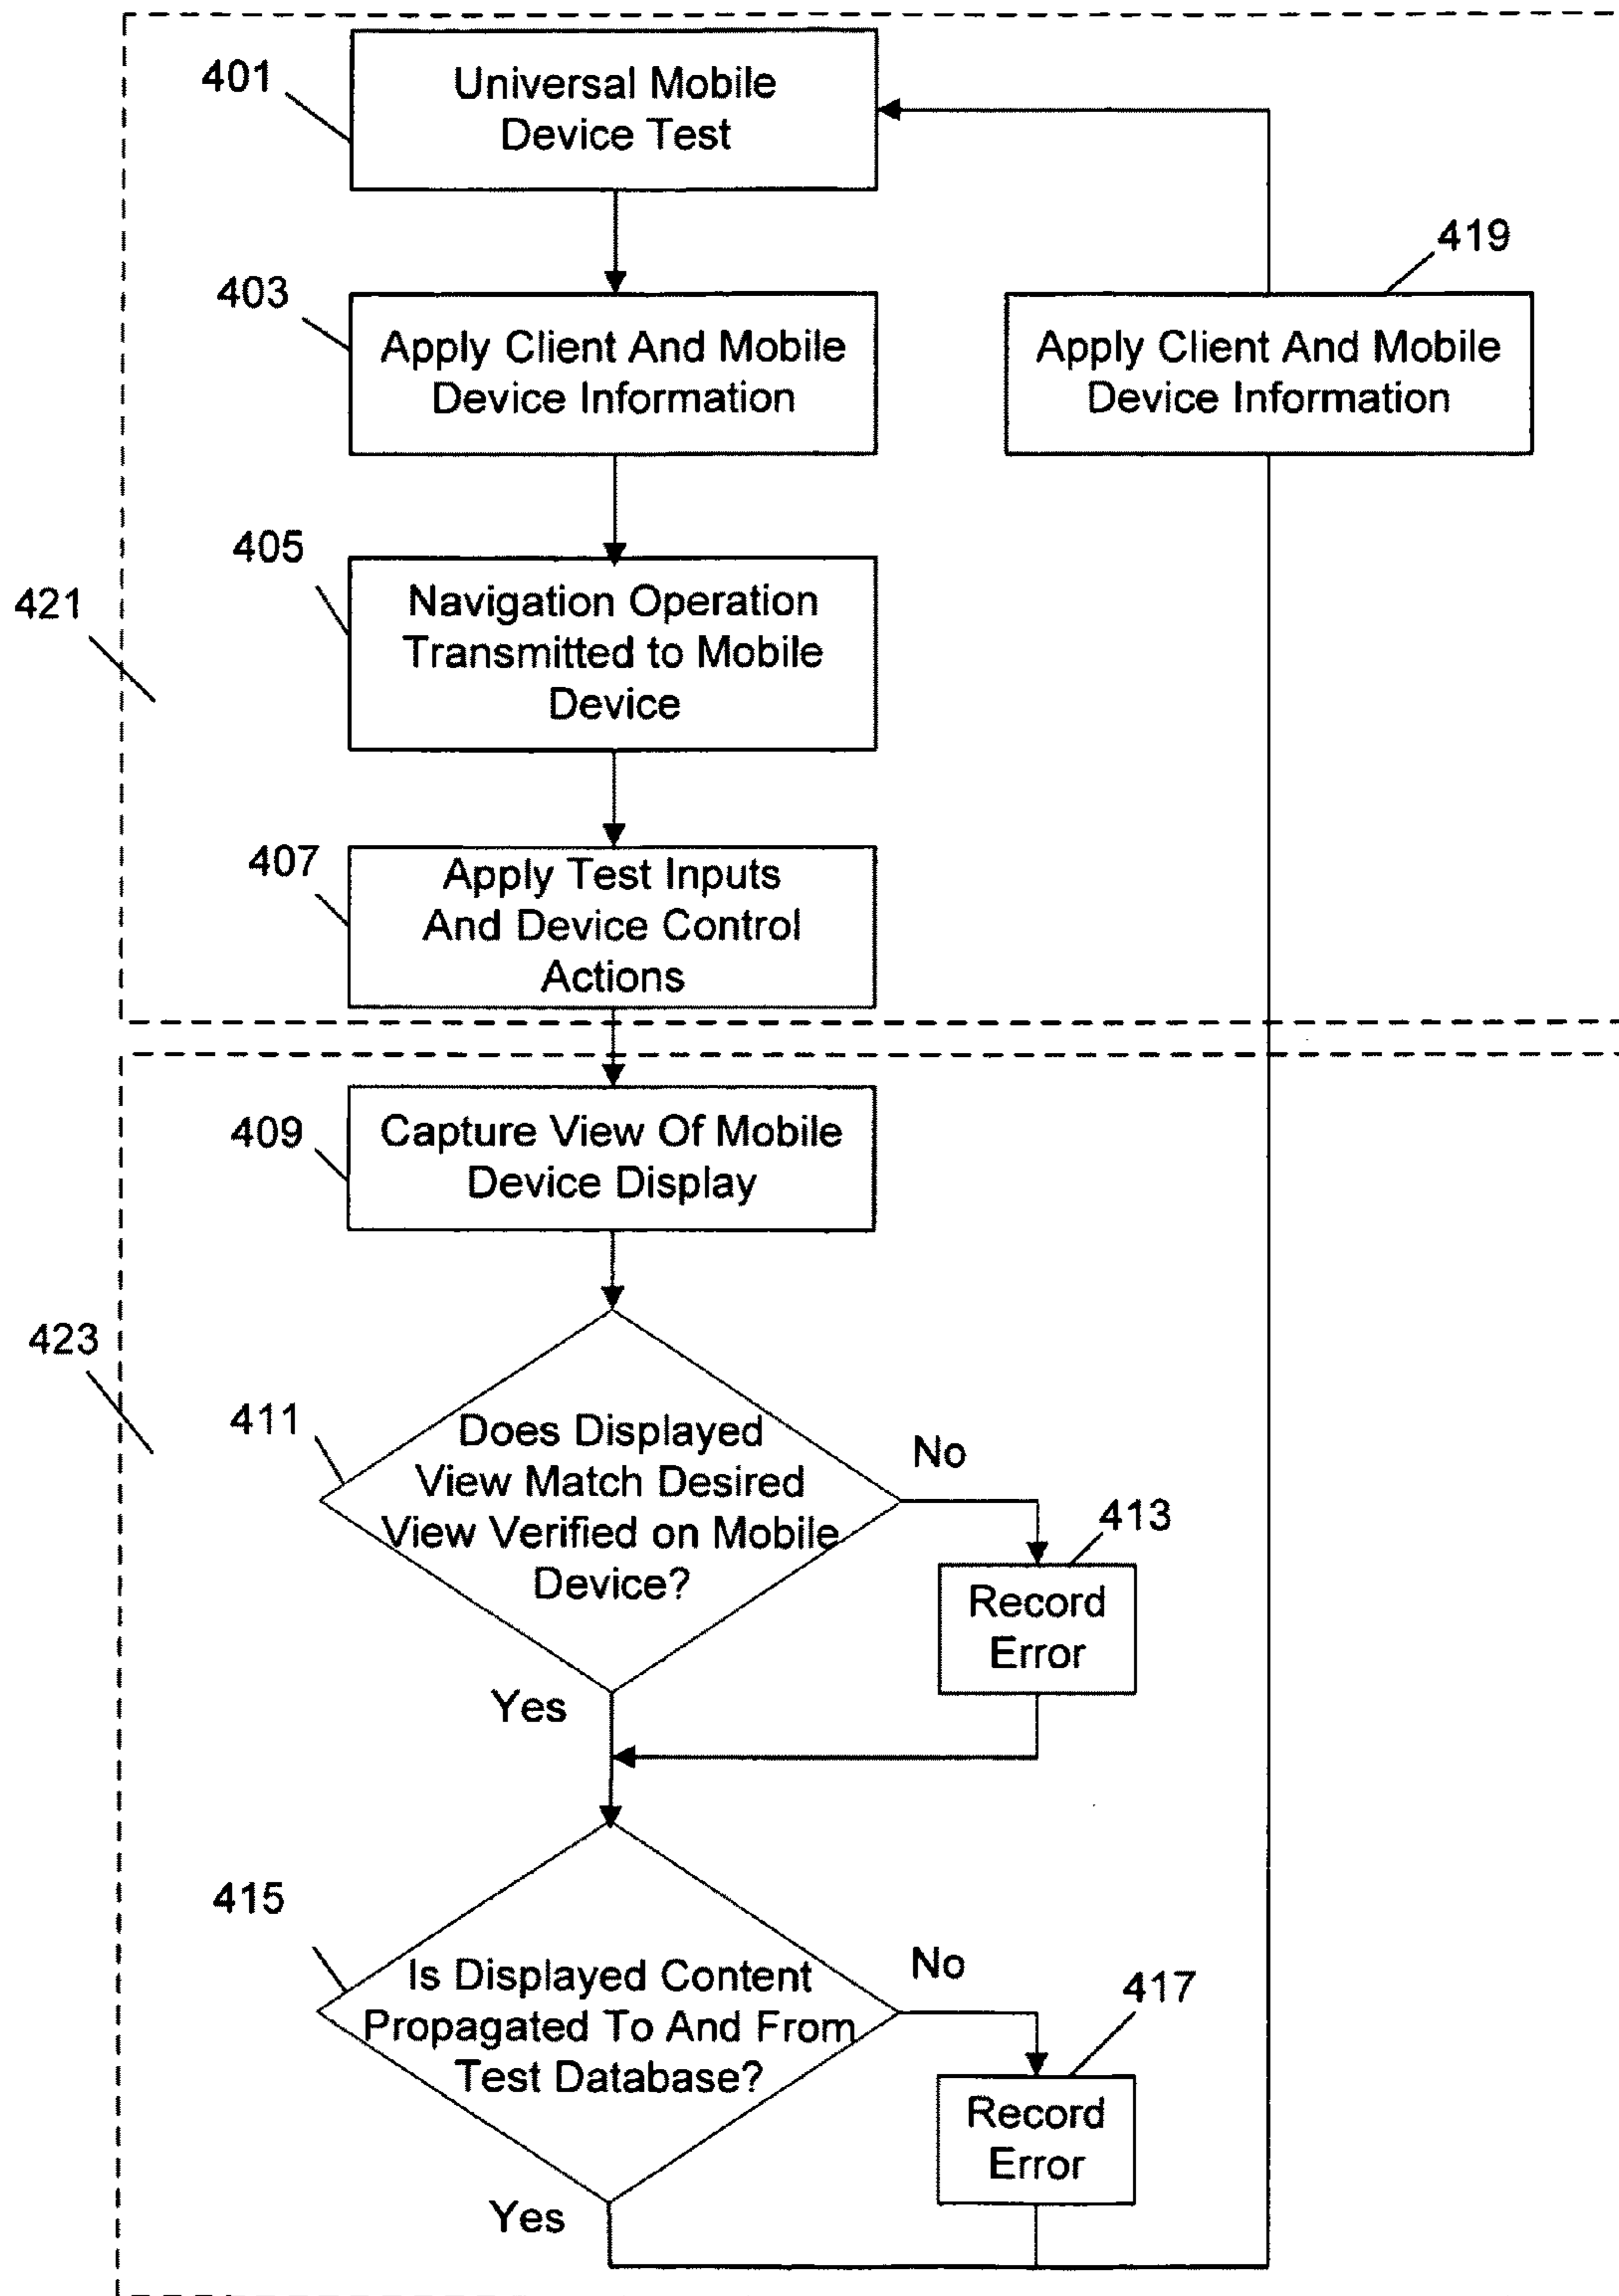 401
Universal Mobile
Device Test
419
403
Apply Client And Mobile
Device Information
Apply Client And Mobile
Device Information
405
Navigation Operation
Transmitted to Mobile
Device
421
407
Apply Test Inputs
And Device Control
Actions
409
Capture View Of Mobile
Device Display
423
411
Does Displayed
View Match Desired
View Verified on Mobile
Device?
No
413
Record
Error
Yes
415
Is Displayed Content
Propagated To And From
Test Database?
No
417
Record
Error
Yes